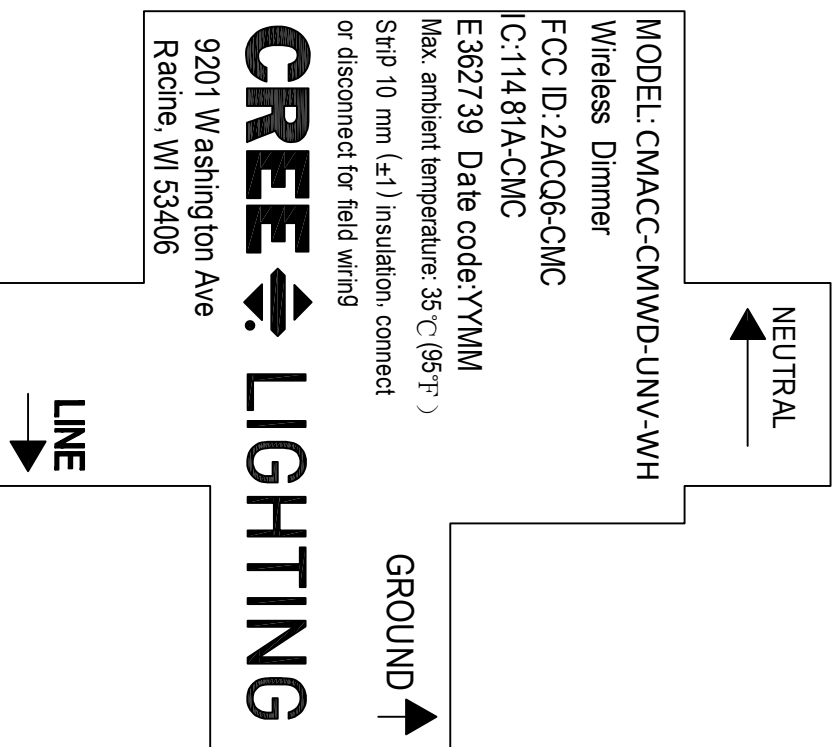 MODEL: CMACC-CMWD-UNV-WH
Wireless Dimmer
FCC ID: 2ACQ6-CMC
IC:11481A-CMC
E362739 Date code:YYMM
Max. ambient temperature: 35℃ (95℉)
Strip 10 mm (±1) insulation, connect
or disconnect for field wiring
CREE LIGHTING
9201 Washington Ave
Racine, WI 53406
NEUTRAL
GROUND
LINE